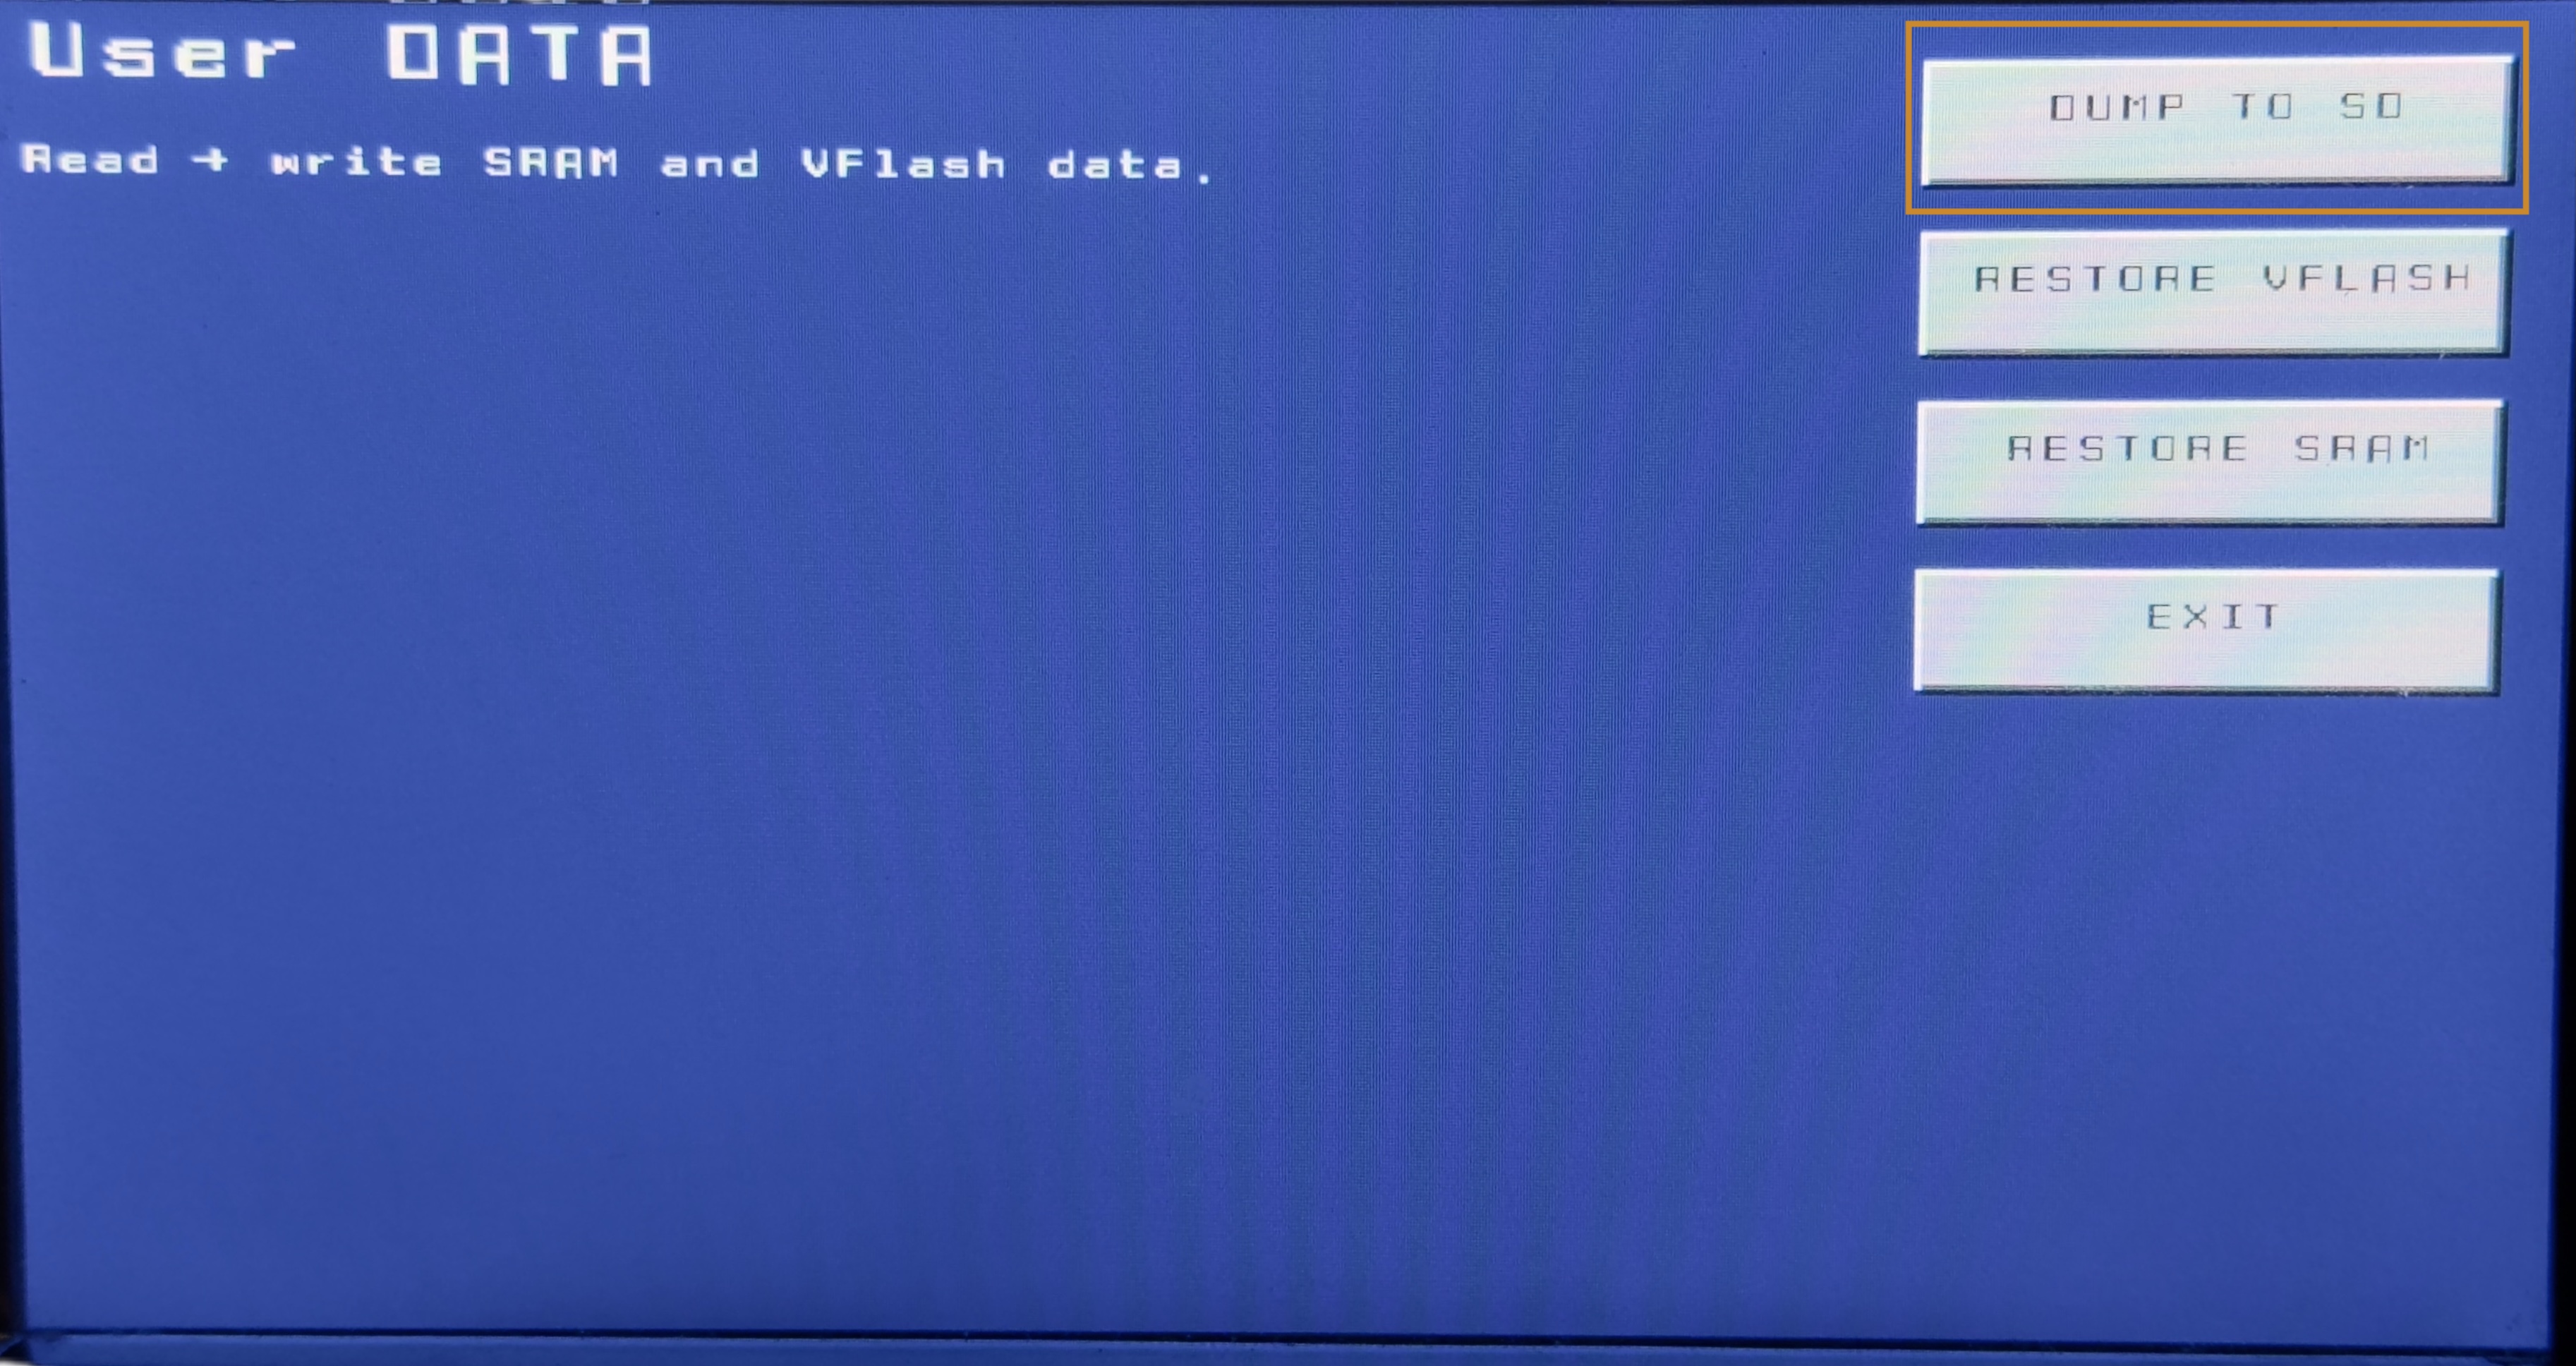 User DATA
Read + write SRAM and VFlash data.
DUMP TO SD
RESTORE VFLASH
RESTORE SRAM
EXIT